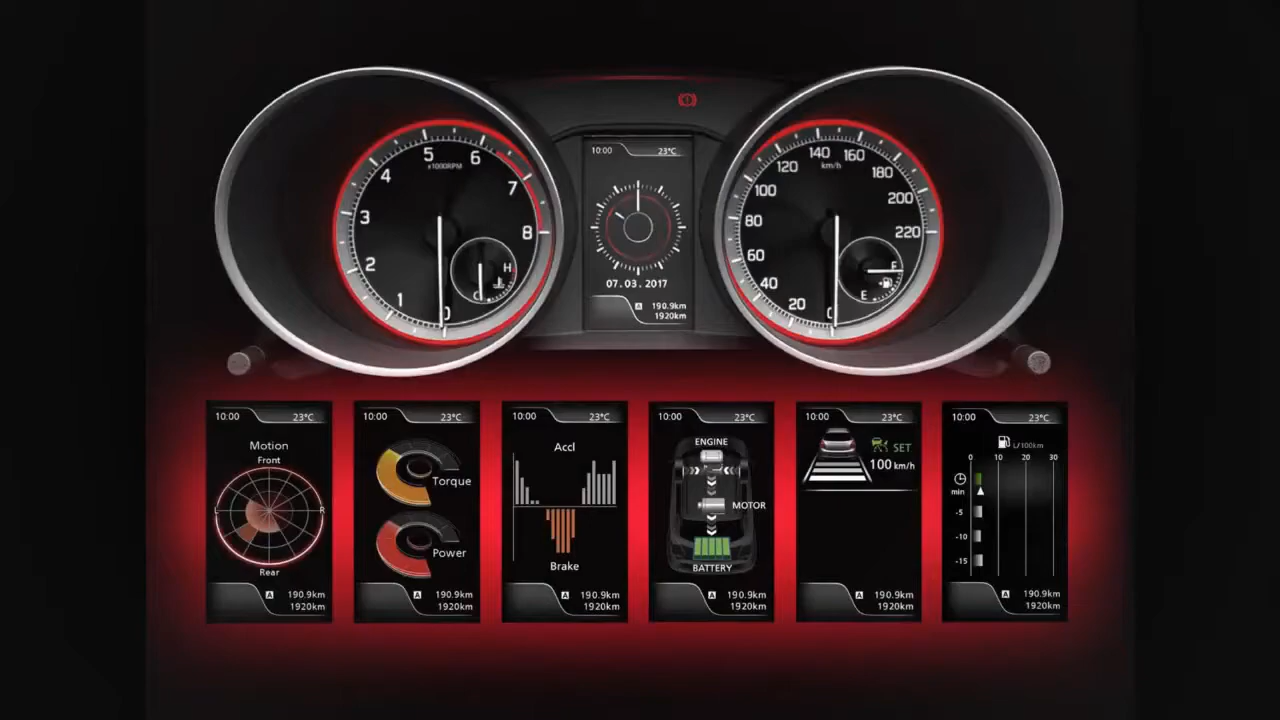 5
x1000RPM
6
4
7
3
8
2
H
1
C
0
10:00 23°C
07.03.2017
A 190.9km
1920km
140
km/h
160
120
180
100
200
80
220
60
F
40
E
20
0
10:00 23°C
Motion
Front
L R
Rear
A 190.9km
1920km
10:00 23°C
Torque
Power
A 190.9km
1920km
10:00 23°C
Accl
Brake
A 190.9km
1920km
10:00 23°C
ENGINE
MOTOR
BATTERY
A 190.9km
1920km
10:00 23°C
SET
100 km/h
A 190.9km
1920km
10:00 23°C
L/100km
0 10 20 30
min
-5
-10
-15
A 190.9km
1920km